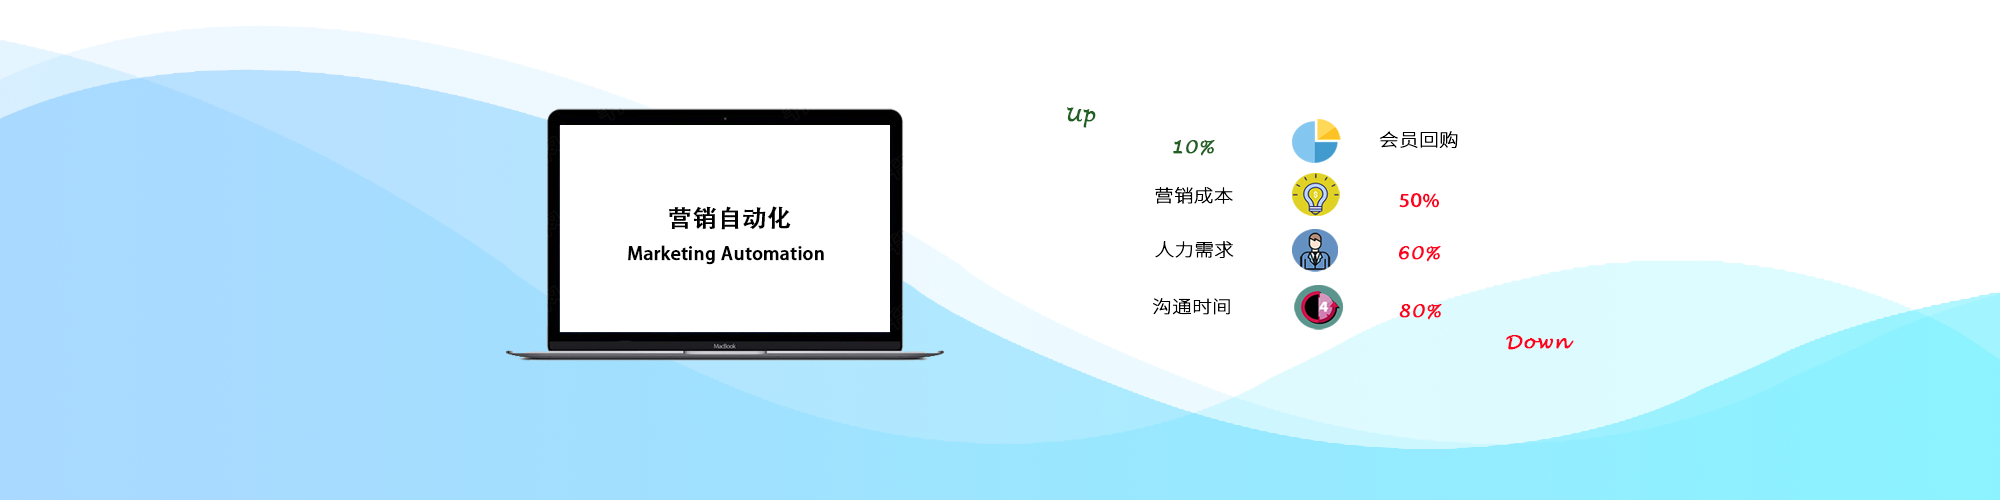 营销自动化
Marketing Automation
MacBook
Up
10% 会员回购
营销成本 50%
人力需求 60%
沟通时间 4 80%
Down